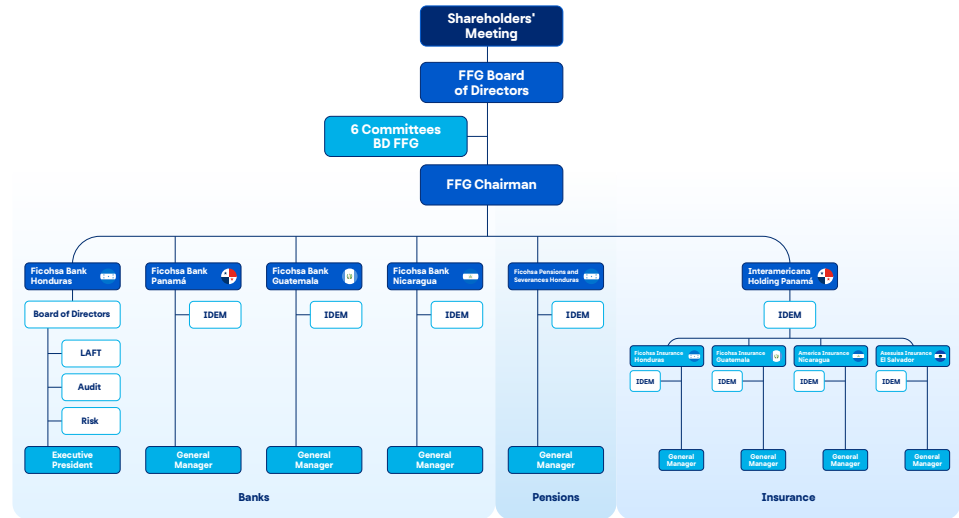 Shareholders'
Meeting
FFG Board
of Directors
6 Committees
BD FFG
FFG Chairman
Ficohsa Bank
Honduras
Ficohsa Bank
Panamá
Ficohsa Bank
Guatemala
Ficohsa Bank
Nicaragua
Ficohsa Pensions and
Severances Honduras
Interamericana
Holding Panamá
Board of Directors
IDEM
IDEM
IDEM
IDEM
IDEM
LAFT
Audit
Risk
Ficohsa Insurance
Honduras
Ficohsa Insurance
Guatemala
America Insurance
Nicaragua
Asesuisa Insurance
El Salvador
IDEM
IDEM
IDEM
IDEM
Executive
President
General
Manager
General
Manager
General
Manager
General
Manager
General
Manager
General
Manager
General
Manager
General
Manager
Banks
Pensions
Insurance